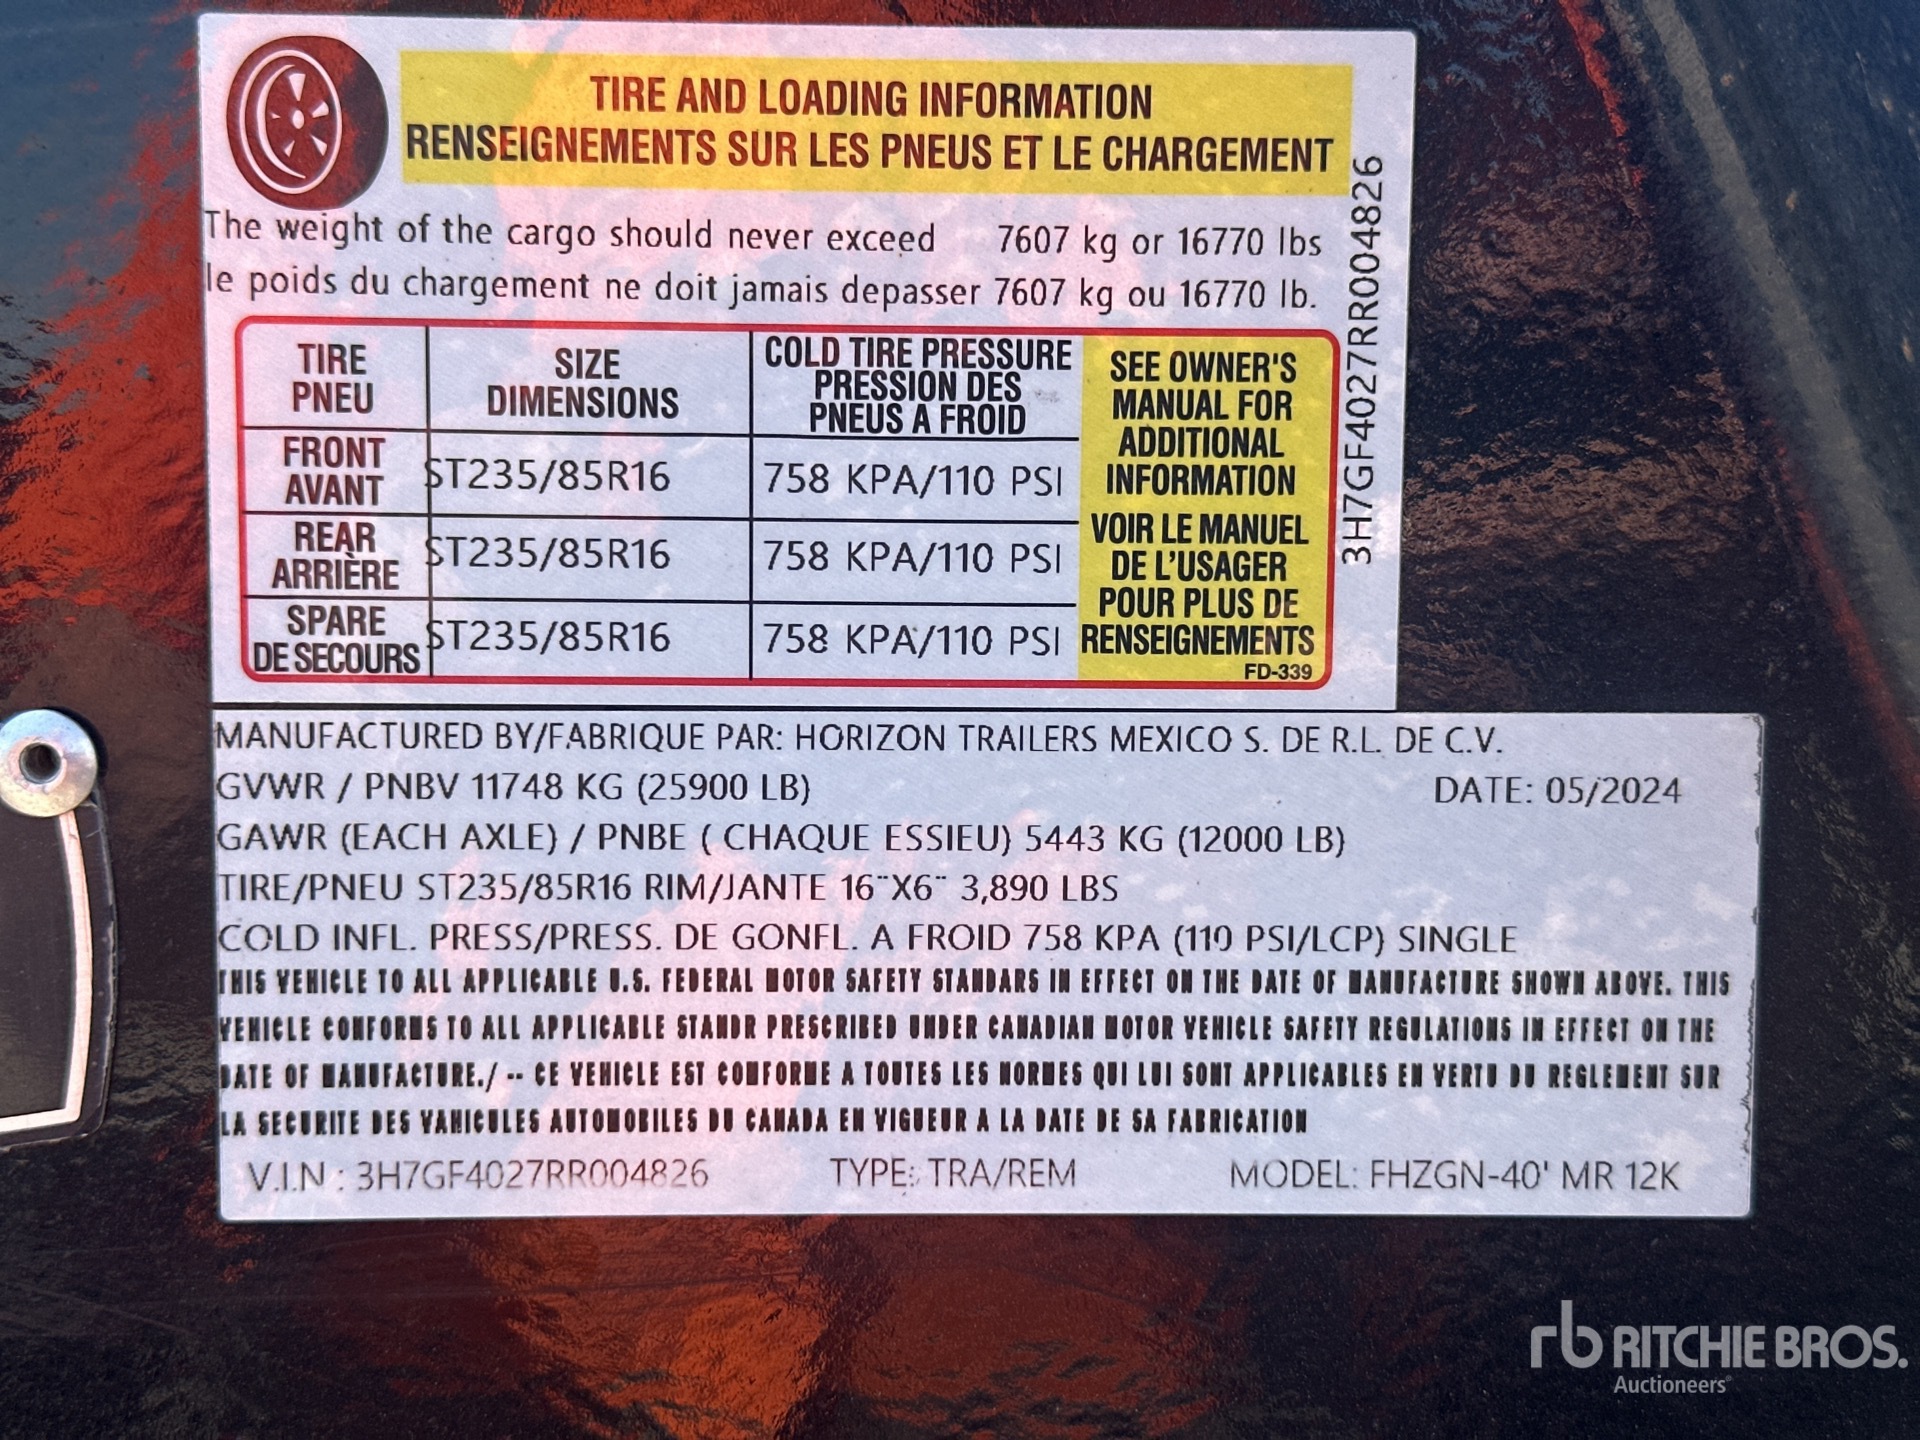 TIRE AND LOADING INFORMATION
RENSEIGNEMENTS SUR LES PNEUS ET LE CHARGEMENT
The weight of the cargo should never exceed 7607 kg or 16770 lbs
le poids du chargement ne doit jamais depasser 7607 kg ou 16770 lb.
TIRE
PNEU
SIZE
DIMENSIONS
COLD TIRE PRESSURE
PRESSION DES
PNEUS A FROID
FRONT
AVANT
ST235/85R16
758 KPA/110 PSI
REAR
ARRIÈRE
ST235/85R16
758 KPA/110 PSI
SPARE
DE SECOURS
ST235/85R16
758 KPA/110 PSI
SEE OWNER'S
MANUAL FOR
ADDITIONAL
INFORMATION
VOIR LE MANUEL
DE L'USAGER
POUR PLUS DE
RENSEIGNEMENTS
FD-339
3H7GF4027RR004826
MANUFACTURED BY/FABRIQUE PAR: HORIZON TRAILERS MEXICO S. DE R.L. DE C.V.
GVWR / PNBV 11748 KG (25900 LB) DATE: 05/2024
GAWR (EACH AXLE) / PNBE ( CHAQUE ESSIEU) 5443 KG (12000 LB)
TIRE/PNEU ST235/85R16 RIM/JANTE 16¨X6¨ 3,890 LBS
COLD INFL. PRESS/PRESS. DE GONFL. A FROID 758 KPA (110 PSI/LCP) SINGLE
THIS VEHICLE TO ALL APPLICABLE U.S. FEDERAL MOTOR SAFETY STANDARS IN EFFECT ON THE DATE OF MANUFACTURE SHOWN ABOVE. THIS
VEHICLE CONFORMS TO ALL APPLICABLE STANDR PRESCRIBED UNDER CANADIAN MOTOR VEHICLE SAFETY REGULATIONS IN EFFECT ON THE
DATE OF MANUFACTURE./ -- CE VEHICLE EST CONFORME A TOUTES LES NORMES QUI LUI SONT APPLICABLES EN VERTU DU REGLEMENT SUR
LA SECURITE DES VAHICULES AUTOMOBILES DU CANADA EN VIGUEUR A LA DATE DE SA FABRICATION
V.I.N : 3H7GF4027RR004826 TYPE: TRA/REM MODEL: FHZGN-40' MR 12K
rb RITCHIE BROS.
Auctioneers